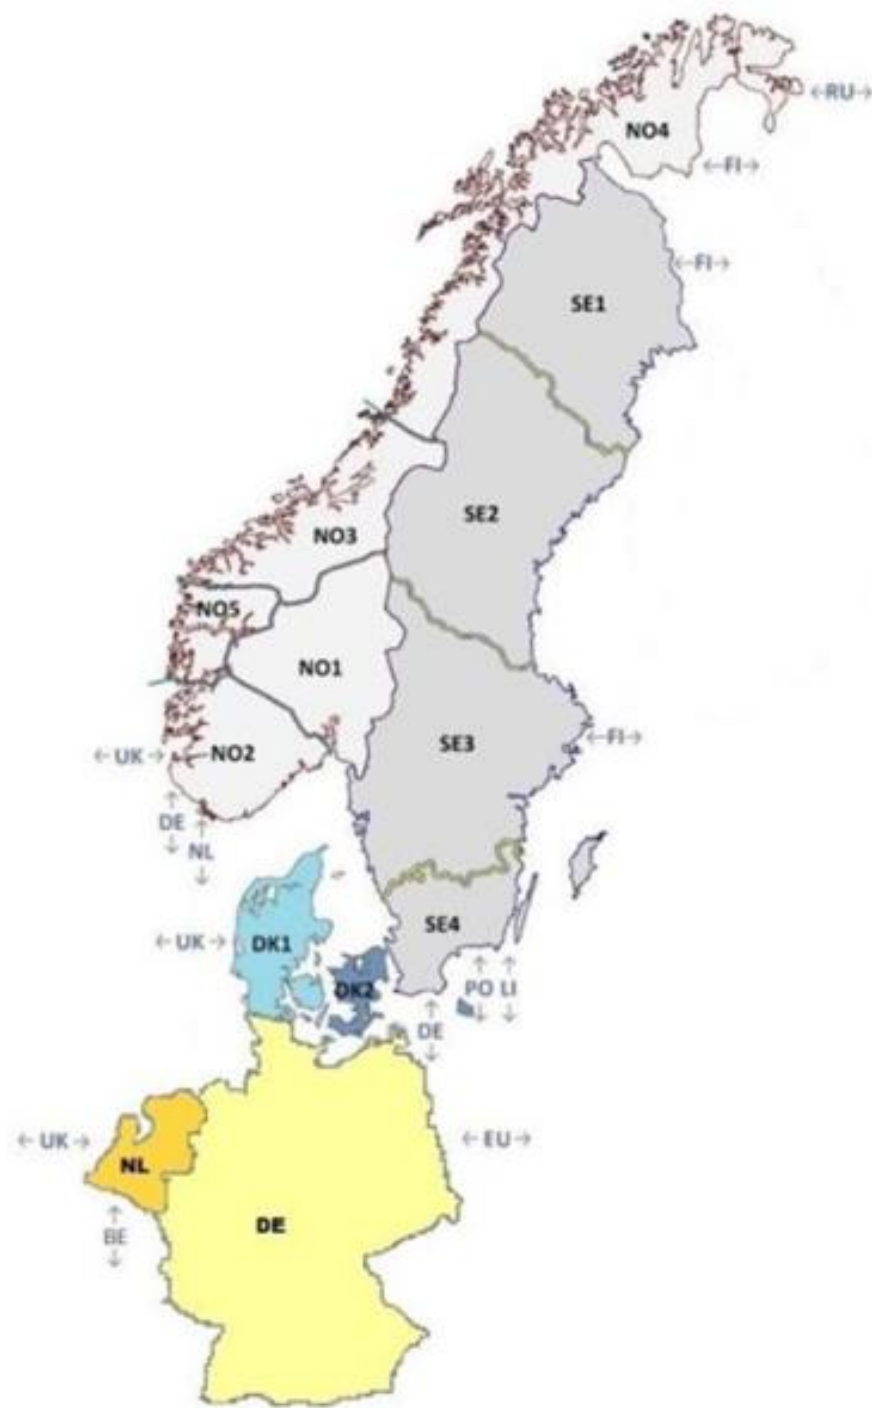 ←RU→
NO4
←FI→
←FI→
SE1
SE2
NO3
NO5
NO1
SE3
←FI→
← UK →
NO2
↑
DE
↓
↑
NL
↓
SE4
← UK →
DK1
DK2
↑
PO
↓
↑
LI
↓
↑
DE
↓
← UK →
← EU →
NL
↑
BE
↓
DE